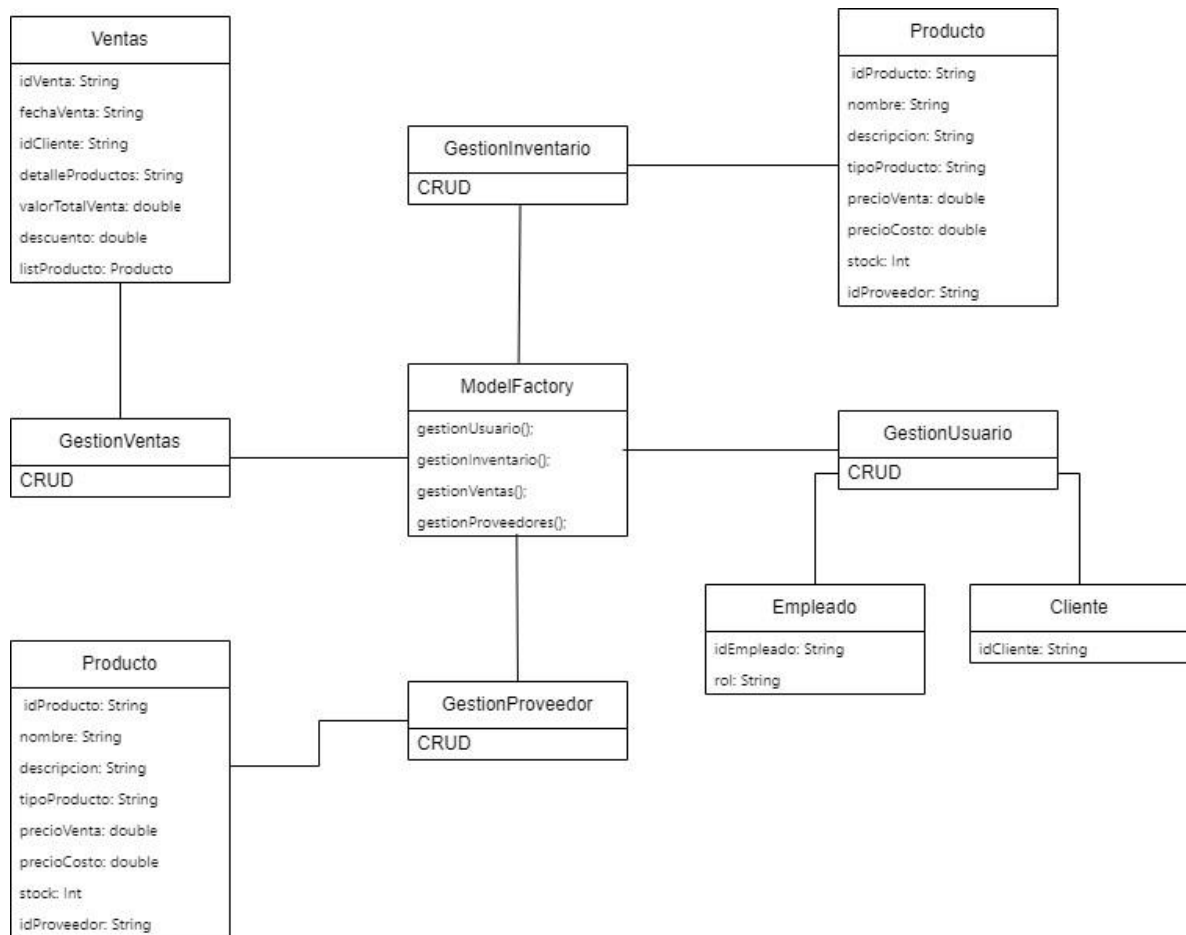 Ventas
idVenta: String
fechaVenta: String
idCliente: String
detalleProductos: String
valorTotalVenta: double
descuento: double
listProducto: Producto
Producto
idProducto: String
nombre: String
descripcion: String
tipoProducto: String
precioVenta: double
precioCosto: double
stock: Int
idProveedor: String
GestionInventario
CRUD
ModelFactory
gestionUsuario();
gestionInventario();
gestionVentas();
gestionProveedores();
GestionVentas
CRUD
GestionUsuario
CRUD
Empleado
idEmpleado: String
rol: String
Cliente
idCliente: String
Producto
idProducto: String
nombre: String
descripcion: String
tipoProducto: String
precioVenta: double
precioCosto: double
stock: Int
idProveedor: String
GestionProveedor
CRUD